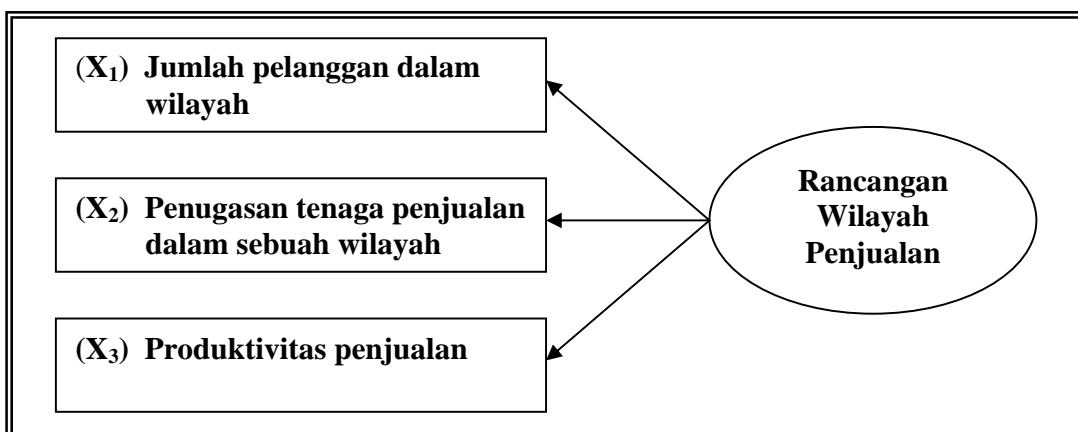 (X₁) Jumlah pelanggan dalam
wilayah
(X₂) Penugasan tenaga penjualan
dalam sebuah wilayah
(X₃) Produktivitas penjualan
Rancangan
Wilayah
Penjualan